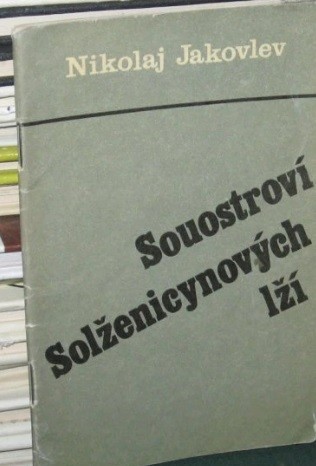 Nikolaj Jakovlev
Souostroví
Solženicynových
lží